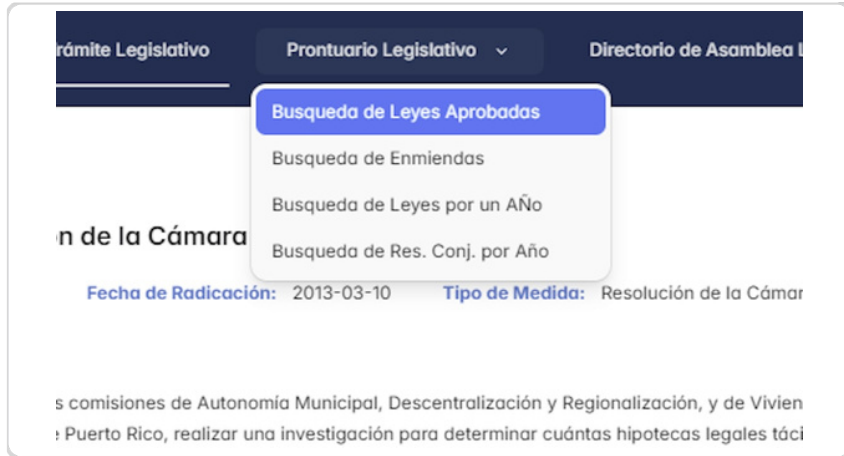 rámite Legislativo Prontuario Legislativo Directorio de Asamblea L
Busqueda de Leyes Aprobadas
Busqueda de Enmiendas
Busqueda de Leyes por un AÑo
n de la Cámara
Busqueda de Res. Conj. por Año
Fecha de Radicación: 2013-03-10 Tipo de Medida: Resolución de la Cámar
s comisiones de Autonomía Municipal, Descentralización y Regionalización, y de Vivien
e Puerto Rico, realizar una investigación para determinar cuántas hipotecas legales táci